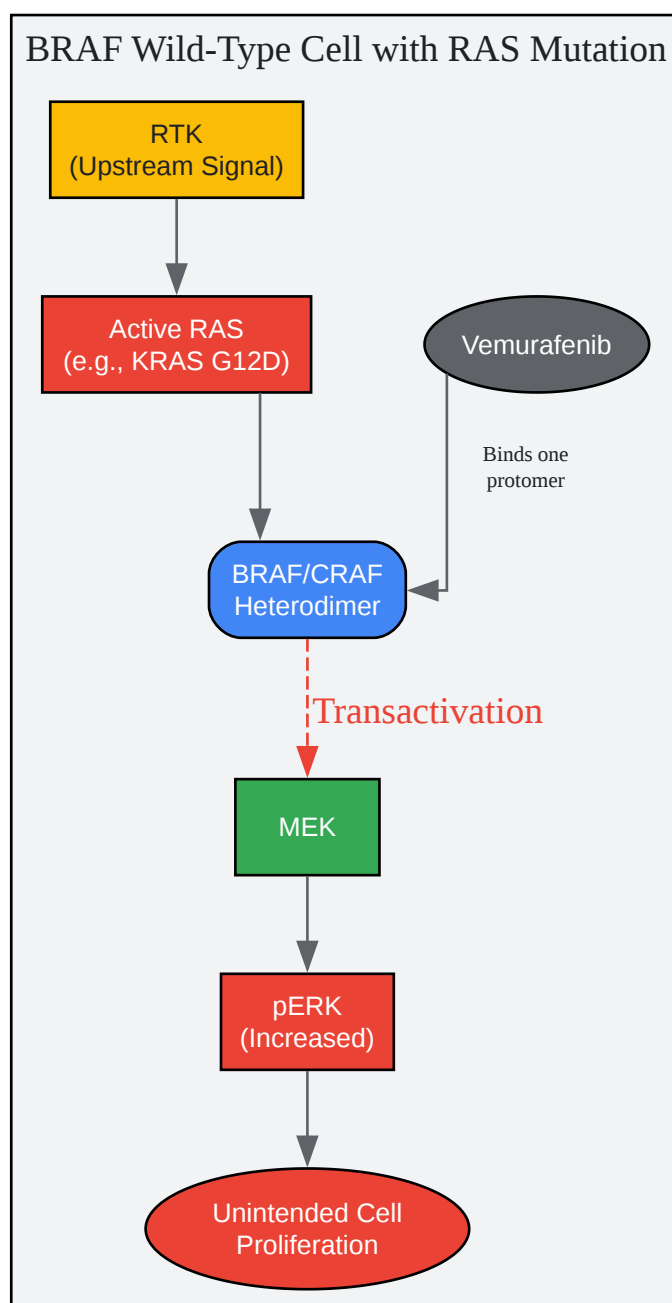 BRAF Wild-Type Cell with RAS Mutation
RTK
(Upstream Signal)
Active RAS
(e.g., KRAS G12D)
Vemurafenib
Binds one
protomer
BRAF/CRAF
Heterodimer
Transactivation
MEK
pERK
(Increased)
Unintended Cell
Proliferation